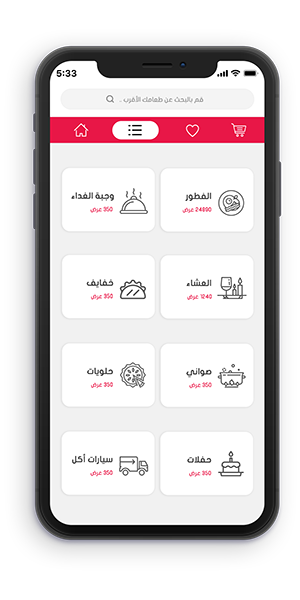 5:33
قم بالبحث عن طعامك الأقرب ..
الفطور
24890 عرض
وجبة الغداء
350 عرض
العشاء
1240 عرض
خفايف
350 عرض
صواني
350 عرض
حلويات
350 عرض
حفلات
350 عرض
سيارات أكل
350 عرض